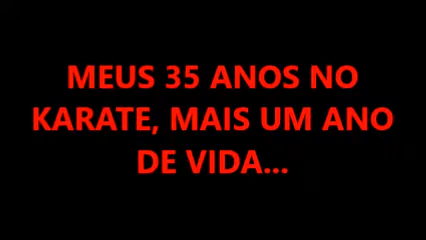 MEUS 35 ANOS NO
KARATE, MAIS UM ANO
DE VIDA...